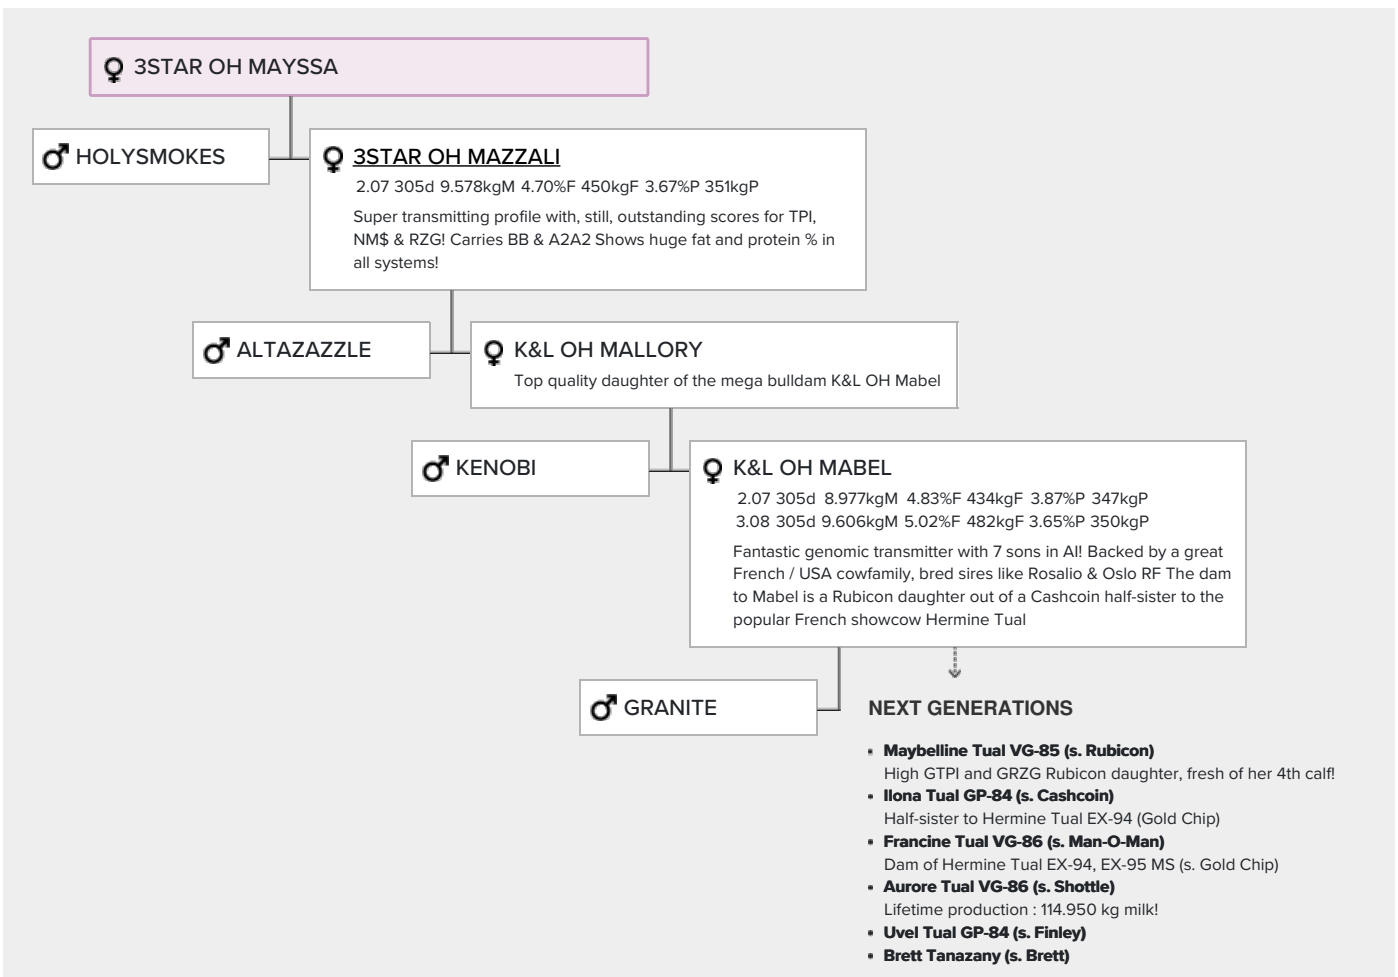 3STAR OH MAYSSA
HOLYSMOKES
3STAR OH MAZZALI
2.07 305d 9.578kgM 4.70%F 450kgF 3.67%P 351kgP
Super transmitting profile with, still, outstanding scores for TPI,
NM$ & RZG! Carries BB & A2A2 Shows huge fat and protein % in
all systems!
ALTAZAZZLE
K&L OH MALLORY
Top quality daughter of the mega bulldam K&L OH Mabel
KENOBI
K&L OH MABEL
2.07 305d 8.977kgM 4.83%F 434kgF 3.87%P 347kgP
3.08 305d 9.606kgM 5.02%F 482kgF 3.65%P 350kgP
Fantastic genomic transmitter with 7 sons in AI! Backed by a great
French / USA cowfamily, bred sires like Rosalio & Oslo RF The dam
to Mabel is a Rubicon daughter out of a Cashcoin half-sister to the
popular French showcow Hermine Tual
GRANITE
NEXT GENERATIONS
• Maybelline Tual VG-85 (s. Rubicon)
High GTPI and GRZG Rubicon daughter, fresh of her 4th calf!
• Ilona Tual GP-84 (s. Cashcoin)
Half-sister to Hermine Tual EX-94 (Gold Chip)
• Francine Tual VG-86 (s. Man-O-Man)
Dam of Hermine Tual EX-94, EX-95 MS (s. Gold Chip)
• Aurore Tual VG-86 (s. Shottle)
Lifetime production : 114.950 kg milk!
• Uvel Tual GP-84 (s. Finley)
• Brett Tanazany (s. Brett)